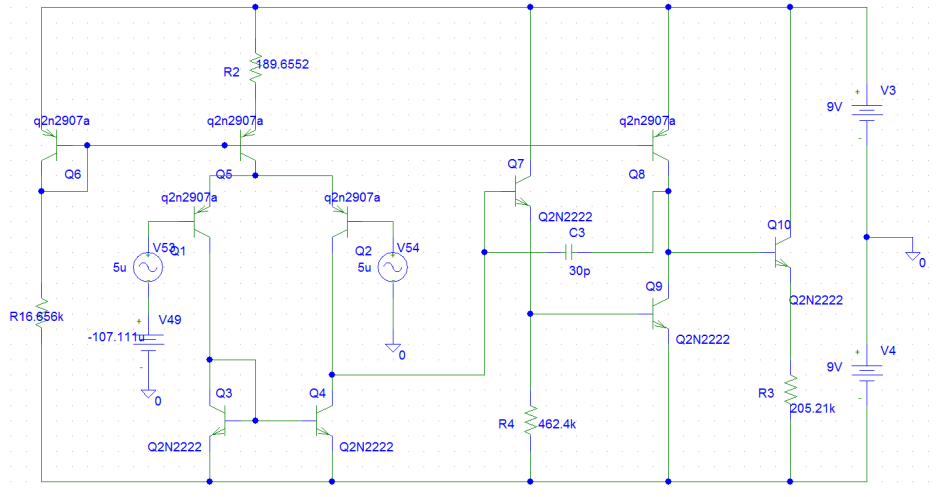 V3
9V
+
-
R2
189.6552
q2n2907a
q2n2907a
q2n2907a
Q6
Q5
Q7
Q8
q2n2907a
q2n2907a
Q2N2222
C3
30p
Q10
V53
Q1
5u
Q2
V54
5u
0
Q9
Q2N2222
R1
6.656k
+
V49
-107.111u
-
0
0
Q2N2222
+
V4
9V
-
Q3
Q4
R3
205.21k
R4
462.4k
Q2N2222
Q2N2222